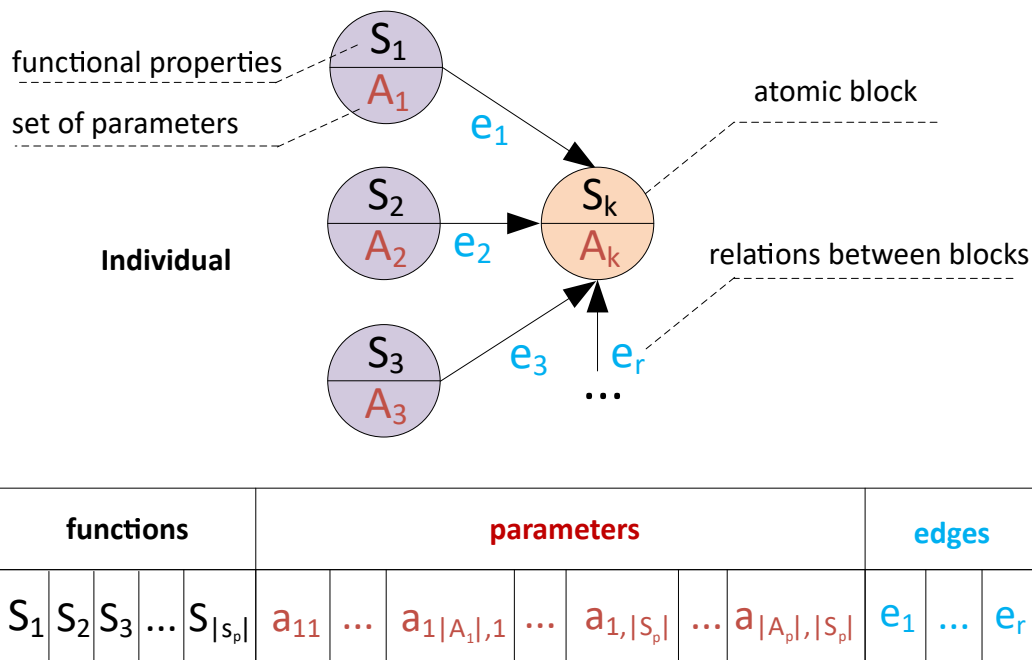 functional properties
set of parameters
S₁
A₁
e₁
atomic block
S₂
A₂
e₂
Sₖ
Aₖ
Individual
relations between blocks
S₃
A₃
e₃
eᵣ
...
functions parameters edges
S₁ S₂ S₃ ... S|sₚ| a₁₁ ... a₁|A₁|,₁ ... a₁,|Sₚ| ... a|Aₚ|,|Sₚ| e₁ ... eᵣ